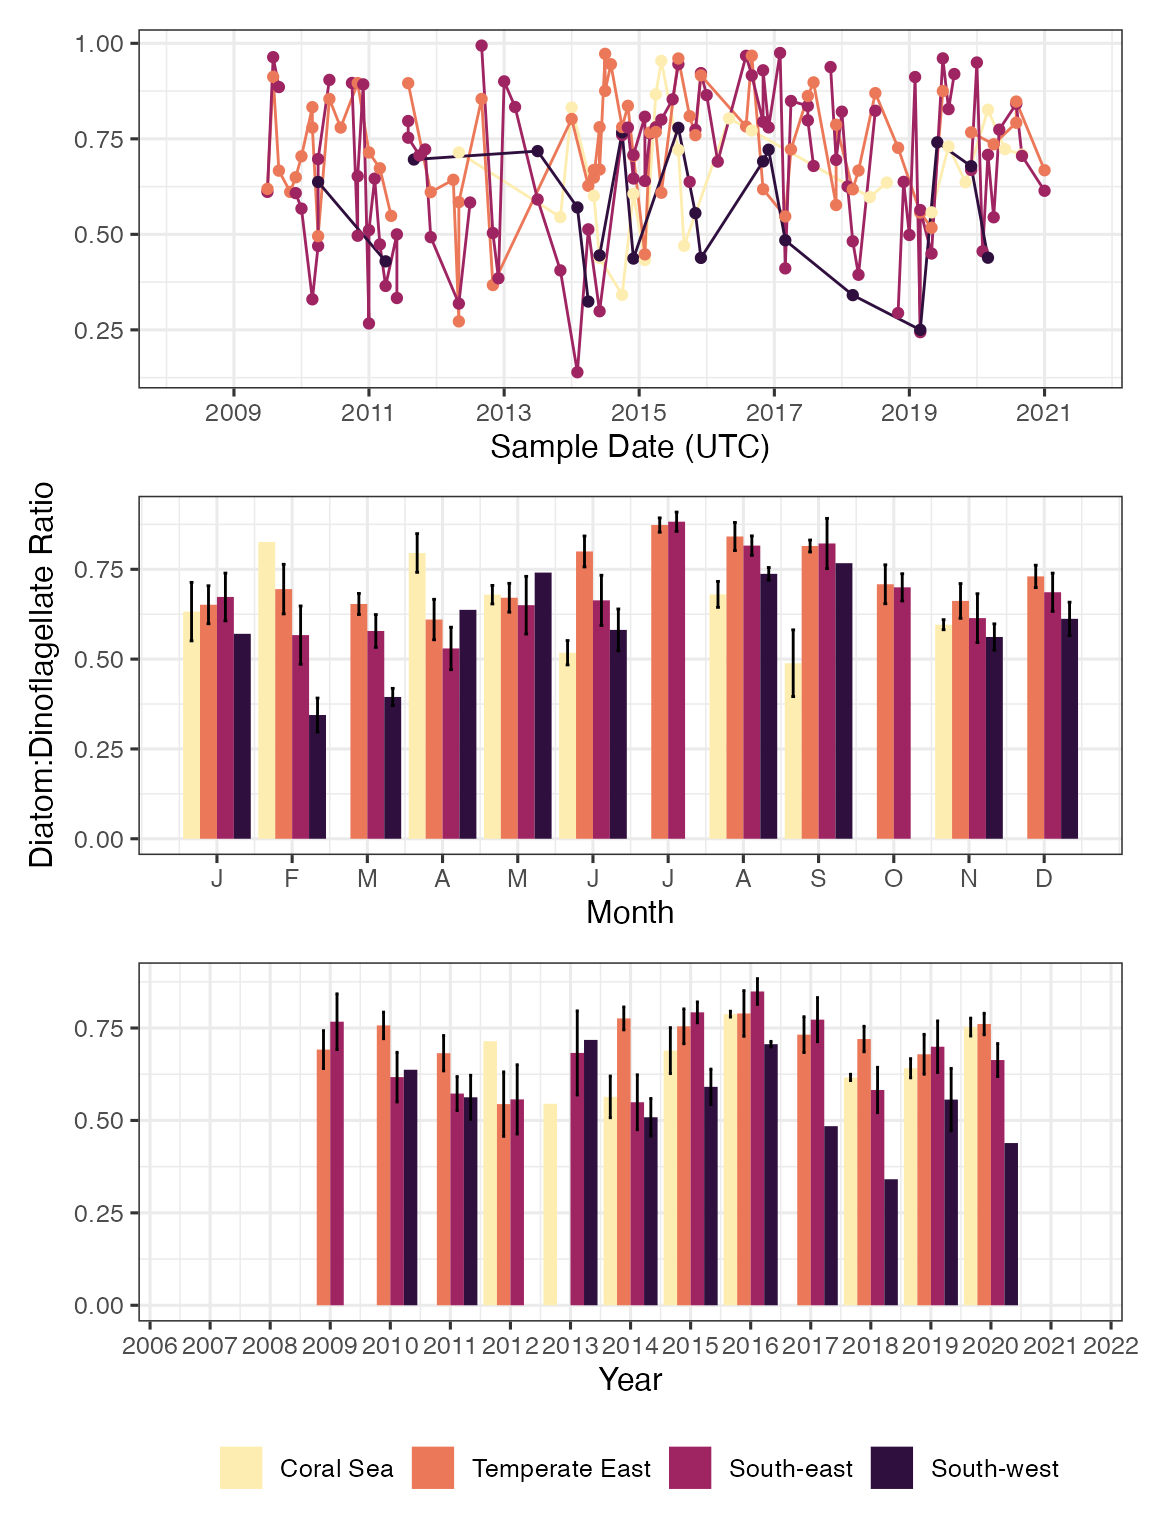 1.00
0.75
0.50
0.25
2009 2011 2013 2015 2017 2019 2021
Sample Date (UTC)
Diatom:Dinoflagellate Ratio
0.75
0.50
0.25
0.00
J F M A M J J A S O N D
Month
0.75
0.50
0.25
0.00
2006 2007 2008 2009 2010 2011 2012 2013 2014 2015 2016 2017 2018 2019 2020 2021 2022
Year
Coral Sea Temperate East South-east South-west